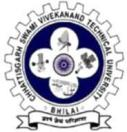 CHHATTISGARH SWAMI VIVEKANAND TECHNICAL UNIVERSITY
BHILAI